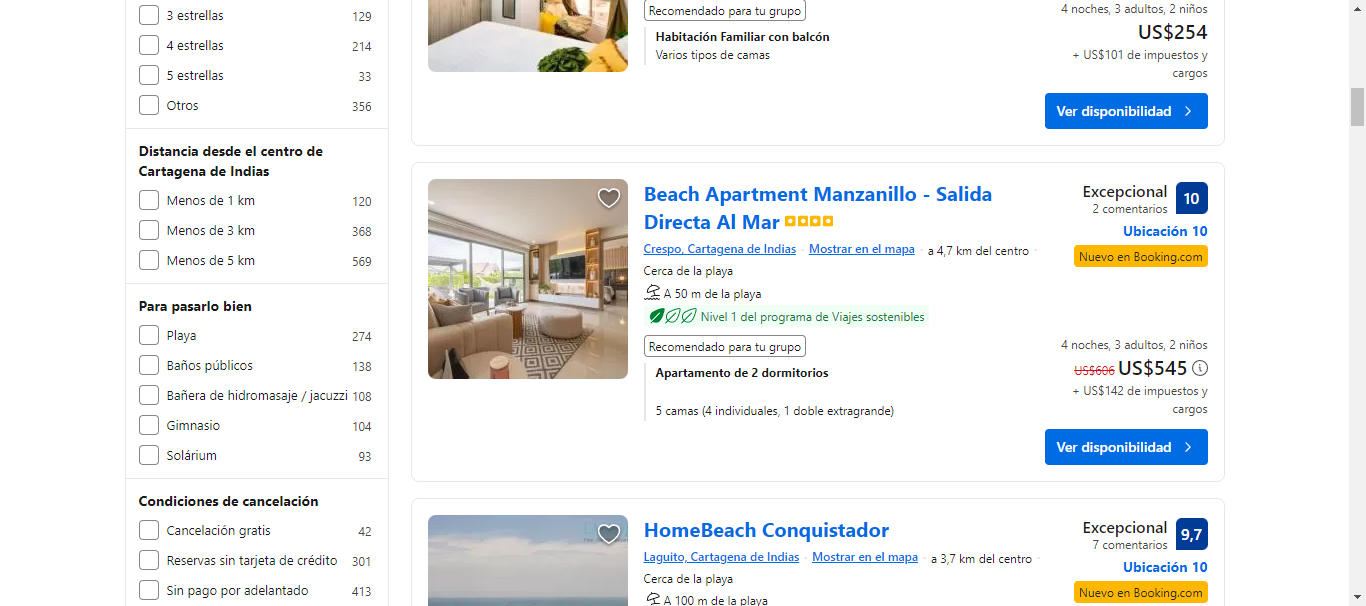 3 estrellas 129
4 estrellas 214
5 estrellas 33
Otros 356
Distancia desde el centro de
Cartagena de Indias
Menos de 1 km 120
Menos de 3 km 368
Menos de 5 km 569
Para pasarlo bien
Playa 274
Baños públicos 138
Bañera de hidromasaje / jacuzzi 108
Gimnasio 104
Solárium 93
Condiciones de cancelación
Cancelación gratis 42
Reservas sin tarjeta de crédito 301
Sin pago por adelantado 413
Recomendado para tu grupo
Habitación Familiar con balcón
Varios tipos de camas
4 noches, 3 adultos, 2 niños
US$254
+ US$101 de impuestos y
cargos
Ver disponibilidad
Beach Apartment Manzanillo - Salida
Directa Al Mar
Crespo, Cartagena de Indias · Mostrar en el mapa · a 4,7 km del centro ·
Cerca de la playa
A 50 m de la playa
Nivel 1 del programa de Viajes sostenibles
Recomendado para tu grupo
Apartamento de 2 dormitorios
5 camas (4 individuales, 1 doble extragrande)
Excepcional 10
2 comentarios
Ubicación 10
Nuevo en Booking.com
4 noches, 3 adultos, 2 niños
US$606 US$545
+ US$142 de impuestos y
cargos
Ver disponibilidad
HomeBeach Conquistador
Laguito, Cartagena de Indias · Mostrar en el mapa · a 3,7 km del centro ·
Cerca de la playa
A 100 m de la playa
Excepcional 9,7
7 comentarios
Ubicación 10
Nuevo en Booking.com